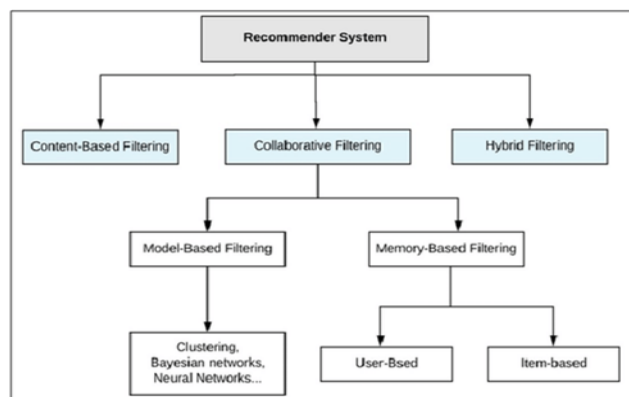 Recommender System
Content-Based Filtering
Collaborative Filtering
Hybrid Filtering
Model-Based Filtering
Memory-Based Filtering
Clustering,
Bayesian networks,
Neural Networks...
User-Bsed
Item-based